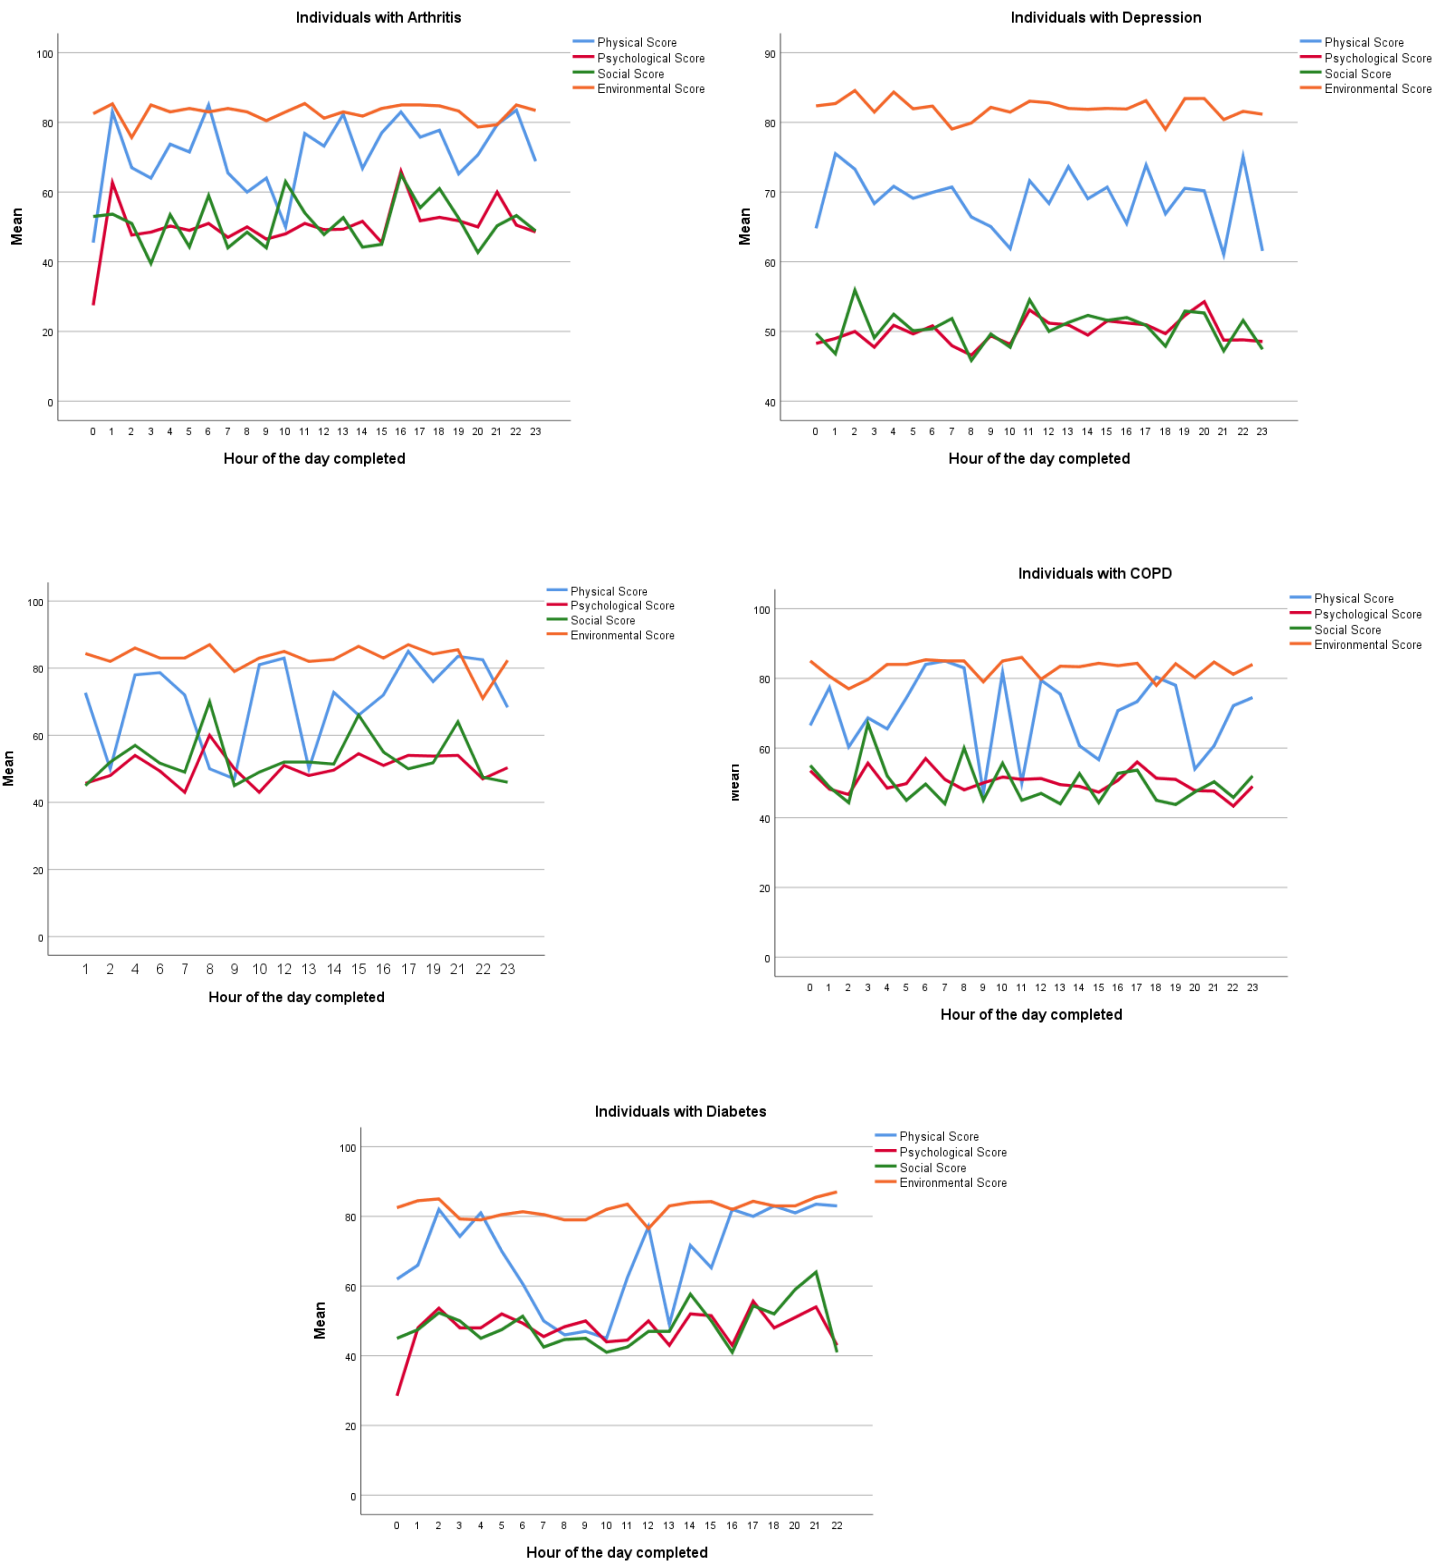 Individuals with Arthritis
Physical Score
Psychological Score
Social Score
Environmental Score
100
80
60
40
20
0
Mean
0 1 2 3 4 5 6 7 8 9 10 11 12 13 14 15 16 17 18 19 20 21 22 23
Hour of the day completed
Individuals with Depression
Physical Score
Psychological Score
Social Score
Environmental Score
90
80
70
60
50
40
Mean
0 1 2 3 4 5 6 7 8 9 10 11 12 13 14 15 16 17 18 19 20 21 22 23
Hour of the day completed
Physical Score
Psychological Score
Social Score
Environmental Score
100
80
60
40
20
0
Mean
1 2 4 6 7 8 9 10 12 13 14 15 16 17 19 21 22 23
Hour of the day completed
Individuals with COPD
Physical Score
Psychological Score
Social Score
Environmental Score
100
80
60
40
20
0
Mean
0 1 2 3 4 5 6 7 8 9 10 11 12 13 14 15 16 17 18 19 20 21 22 23
Hour of the day completed
Individuals with Diabetes
Physical Score
Psychological Score
Social Score
Environmental Score
100
80
60
40
20
0
Mean
0 1 2 3 4 5 6 7 8 9 10 11 12 13 14 15 16 17 18 20 21 22
Hour of the day completed